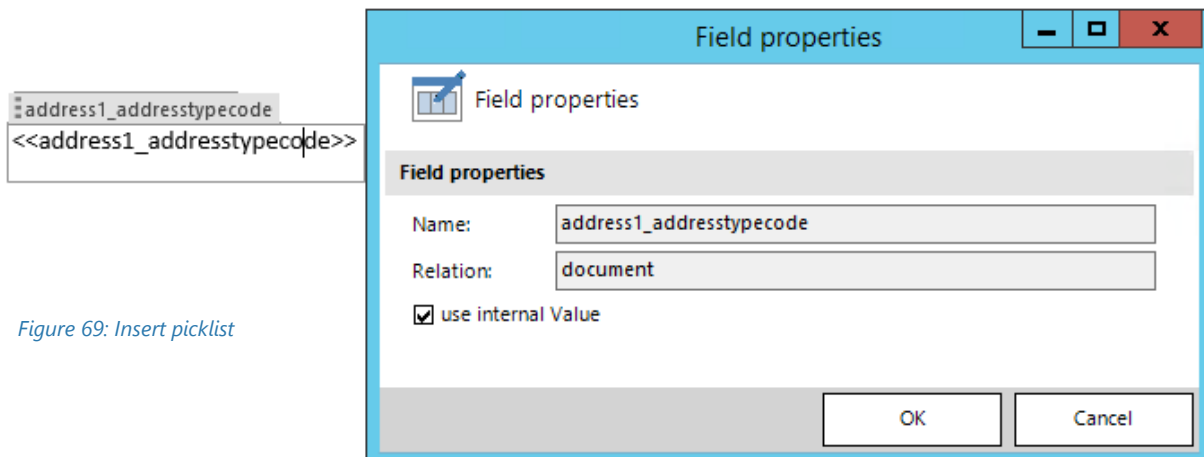 address1_addresstypecode
<<address1_addresstypecode>>
Figure 69: Insert picklist
Field properties
Field properties
Field properties
Name: address1_addresstypecode
Relation: document
use internal Value
OK Cancel